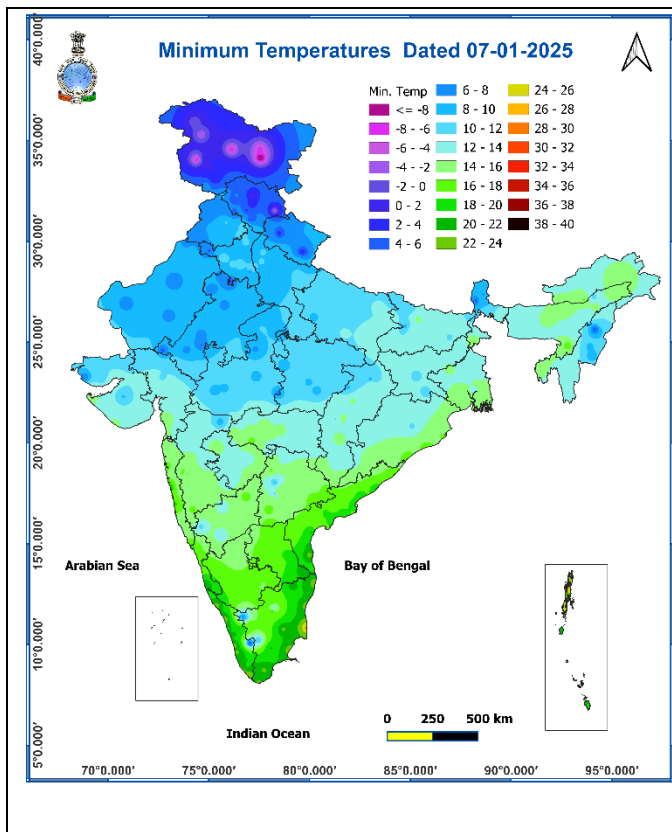 Minimum Temperatures Dated 07-01-2025
Min. Temp
<= -8
-8 - -6
-6 - -4
-4 - -2
-2 - 0
0 - 2
2 - 4
4 - 6
6 - 8
8 - 10
10 - 12
12 - 14
14 - 16
16 - 18
18 - 20
20 - 22
22 - 24
24 - 26
26 - 28
28 - 30
30 - 32
32 - 34
34 - 36
36 - 38
38 - 40
40°0.000'
35°0.000'
30°0.000'
25°0.000'
20°0.000'
15°0.000'
10°0.000'
5°0.000'
Arabian Sea
Bay of Bengal
Indian Ocean
0 250 500 km
70°0.000' 75°0.000' 80°0.000' 90°0.000' 95°0.000'